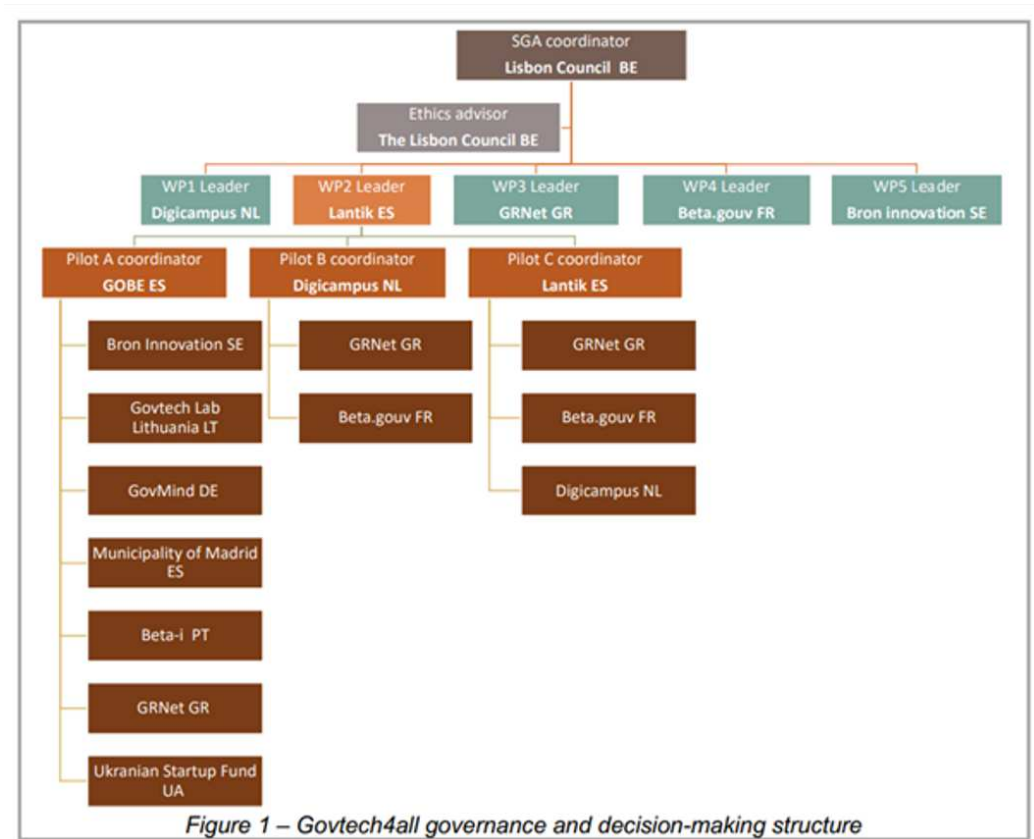 SGA coordinator
Lisbon Council  BE
Ethics advisor
The Lisbon Council BE
WP1 Leader
Digicampus NL
WP2 Leader
Lantik ES
WP3 Leader
GRNet GR
WP4 Leader
Beta.gouv FR
WP5 Leader
Bron innovation SE
Pilot A coordinator
GOBE ES
Pilot B coordinator
Digicampus NL
Pilot C coordinator
Lantik ES
Bron Innovation SE
Govtech Lab
Lithuania LT
GovMind DE
Municipality of Madrid
ES
Beta-i  PT
GRNet GR
Ukranian Startup Fund
UA
GRNet GR
Beta.gouv FR
GRNet GR
Beta.gouv FR
Digicampus NL
Figure 1 – Govtech4all governance and decision-making structure